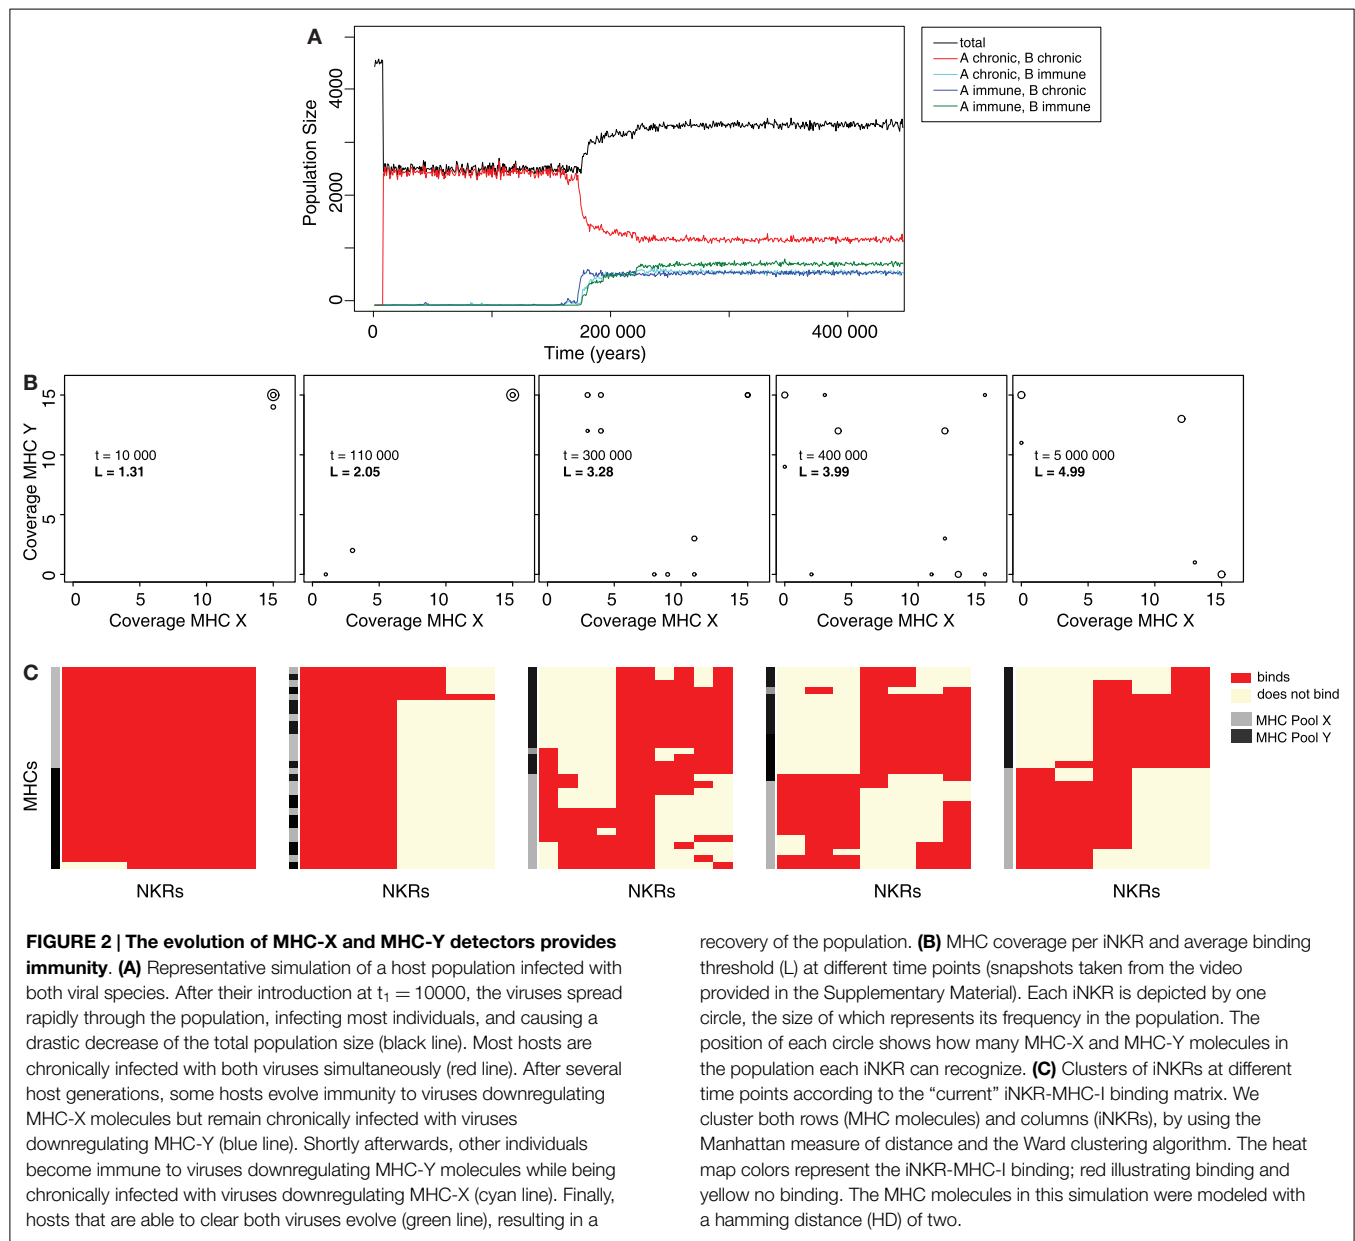 A
Population Size
0
2000
4000
0
200 000
400 000
Time (years)
total
A chronic, B chronic
A chronic, B immune
A immune, B chronic
A immune, B immune
B
Coverage MHC Y
0
5
10
15
t = 10 000
L = 1.31
0
5
10
15
Coverage MHC X
t = 110 000
L = 2.05
0
5
10
15
Coverage MHC X
t = 300 000
L = 3.28
0
5
10
15
Coverage MHC X
t = 400 000
L = 3.99
0
5
10
15
Coverage MHC X
t = 5 000 000
L = 4.99
0
5
10
15
Coverage MHC X
C
MHCs
NKRs
NKRs
NKRs
NKRs
NKRs
binds
does not bind
MHC Pool X
MHC Pool Y
FIGURE 2 | The evolution of MHC-X and MHC-Y detectors provides
immunity. (A) Representative simulation of a host population infected with
both viral species. After their introduction at t₁ = 10000, the viruses spread
rapidly through the population, infecting most individuals, and causing a
drastic decrease of the total population size (black line). Most hosts are
chronically infected with both viruses simultaneously (red line). After several
host generations, some hosts evolve immunity to viruses downregulating
MHC-X molecules but remain chronically infected with viruses
downregulating MHC-Y (blue line). Shortly afterwards, other individuals
become immune to viruses downregulating MHC-Y molecules while being
chronically infected with viruses downregulating MHC-X (cyan line). Finally,
hosts that are able to clear both viruses evolve (green line), resulting in a
recovery of the population. (B) MHC coverage per iNKR and average binding
threshold (L) at different time points (snapshots taken from the video
provided in the Supplementary Material). Each iNKR is depicted by one
circle, the size of which represents its frequency in the population. The
position of each circle shows how many MHC-X and MHC-Y molecules in
the population each iNKR can recognize. (C) Clusters of iNKRs at different
time points according to the “current” iNKR-MHC-I binding matrix. We
cluster both rows (MHC molecules) and columns (iNKRs), by using the
Manhattan measure of distance and the Ward clustering algorithm. The heat
map colors represent the iNKR-MHC-I binding; red illustrating binding and
yellow no binding. The MHC molecules in this simulation were modeled with
a hamming distance (HD) of two.